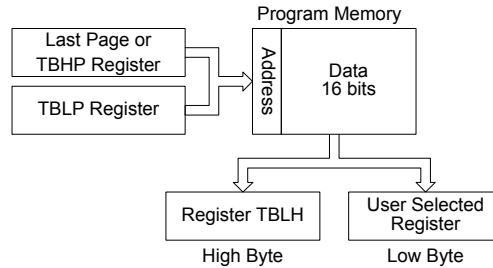 Program Memory
Last Page or
TBHP Register
TBLP Register
Address
Data
16 bits
Register TBLH
High Byte
User Selected
Register
Low Byte